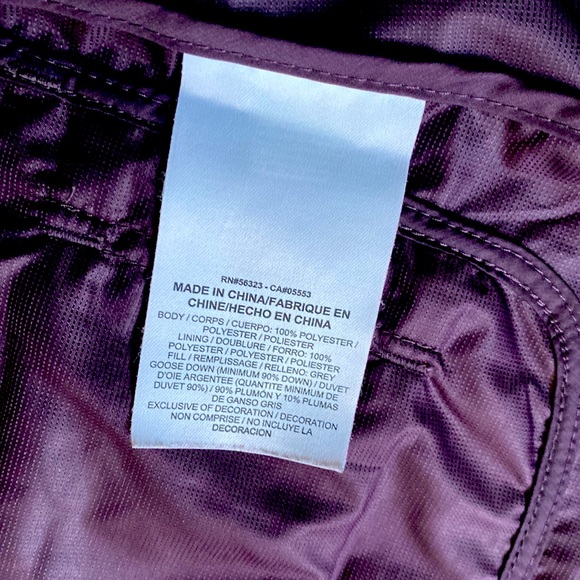 RN#56323 - CA#05553
MADE IN CHINA/FABRIQUE EN
CHINE/HECHO EN CHINA
BODY / CORPS / CUERPO: 100% POLYESTER /
POLYESTER / POLIESTER
LINING / DOUBLURE / FORRO: 100%
POLYESTER / POLYESTER / POLIESTER
FILL / REMPLISSAGE / RELLENO: GREY
GOOSE DOWN (MINIMUM 90% DOWN) / DUVET
D'OIE ARGENTEE (QUANTITE MINIMUM DE
DUVET 90%) / 90% PLUMÓN Y 10% PLUMAS
DE GANSO GRIS
EXCLUSIVE OF DECORATION / DECORATION
NON COMPRISE / NO INCLUYE LA
DECORACION